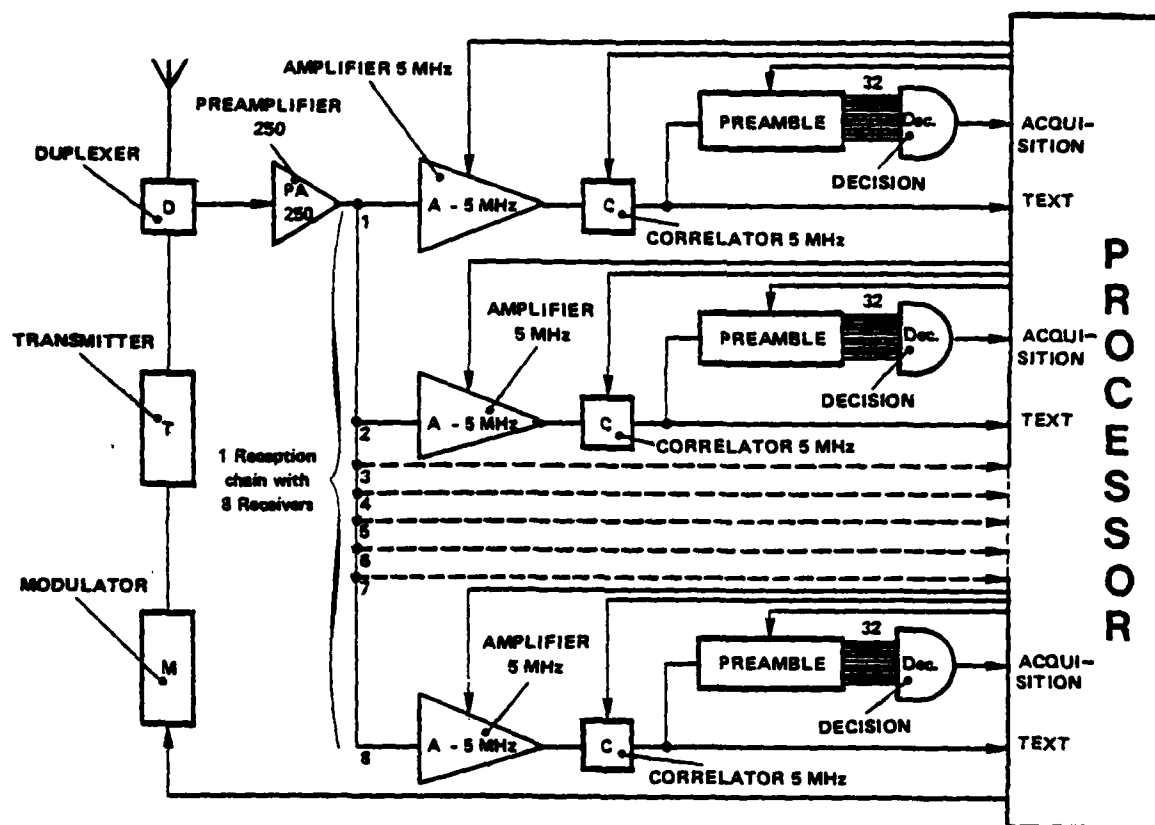 AMPLIFIER 5 MHz
PREAMPLIFIER
250
DUPLEXER
D
PA
250
1
A - 5 MHz
C
CORRELATOR 5 MHz
PREAMBLE
32
Dec.
DECISION
ACQUI-
SITION
TEXT
AMPLIFIER
5 MHz
2
A - 5 MHz
C
CORRELATOR 5 MHz
PREAMBLE
32
Dec.
DECISION
ACQUI-
SITION
TEXT
TRANSMITTER
T
1 Reception
chain with
8 Receivers
3
4
5
6
7
MODULATOR
M
AMPLIFIER
5 MHz
8
A - 5 MHz
C
CORRELATOR 5 MHz
PREAMBLE
32
Dec.
DECISION
ACQUI-
SITION
TEXT
PROCESSOR